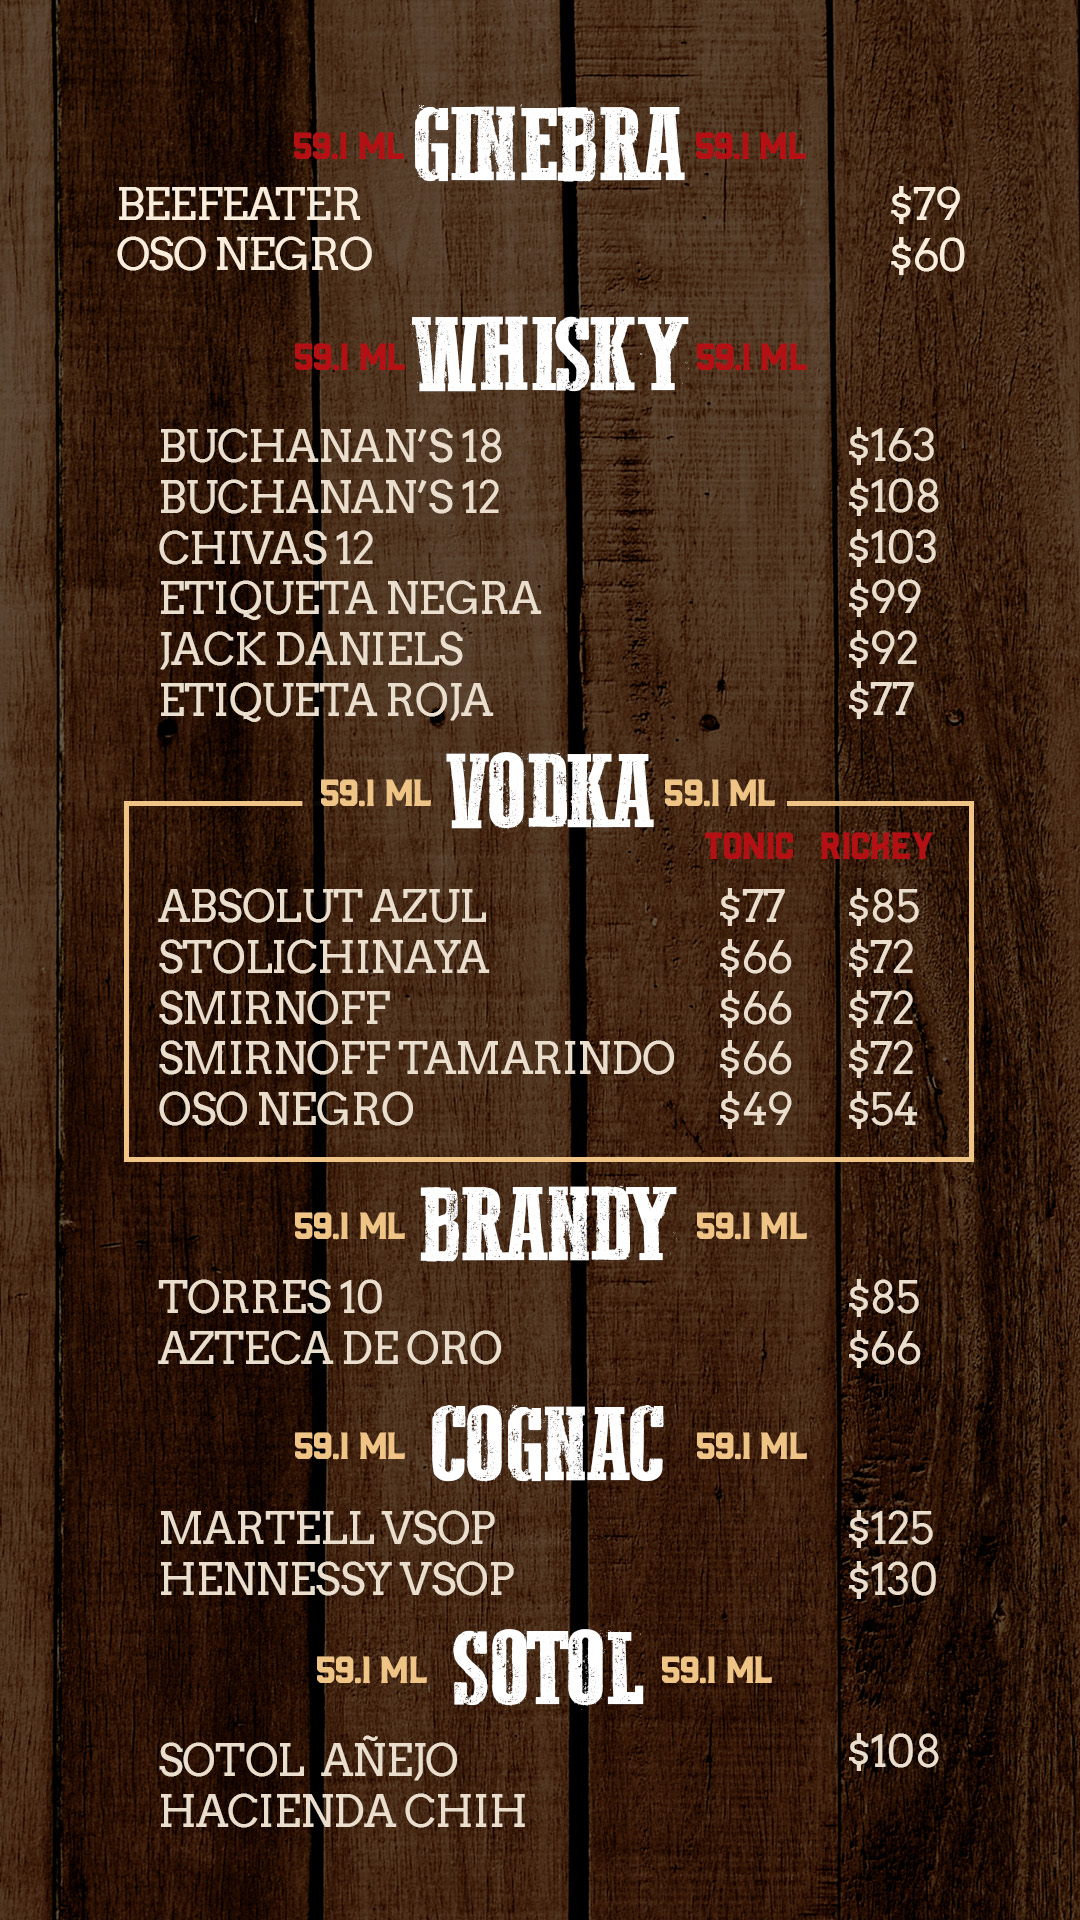 59.1 ML GINEBRA 59.1 ML
BEEFEATER $79
OSO NEGRO $60
59.1 ML WHISKY 59.1 ML
BUCHANAN’S 18 $163
BUCHANAN’S 12 $108
CHIVAS 12 $103
ETIQUETA NEGRA $99
JACK DANIELS $92
ETIQUETA ROJA $77
59.1 ML VODKA 59.1 ML
TONIC RICKEY
ABSOLUT AZUL $77 $85
STOLICHINAYA $66 $72
SMIRNOFF $66 $72
SMIRNOFF TAMARINDO $66 $72
OSO NEGRO $49 $54
59.1 ML BRANDY 59.1 ML
TORRES 10 $85
AZTECA DE ORO $66
59.1 ML COGNAC 59.1 ML
MARTELL VSOP $125
HENNESSY VSOP $130
59.1 ML SOTOL 59.1 ML
SOTOL AÑEJO $108
HACIENDA CHIH